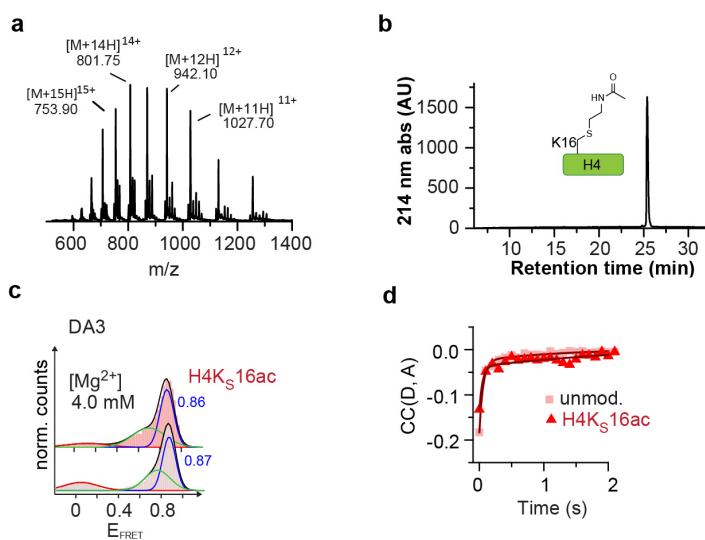 a
[M+14H]14+
801.75
[M+12H] 12+
942.10
[M+15H]15+
753.90
[M+11H] 11+
1027.70
600 800 1000 1200 1400
m/z
b
214 nm abs (AU)
1500
1000
500
0
O
HN
S
K16
H4
10 15 20 25 30
Retention time (min)
c
DA3
[Mg2+]
4.0 mM
H4KS16ac
0.86
0.87
norm. counts
0 0.4 0.8
EFRET
d
CC(D, A)
0.0
-0.1
-0.2
unmod.
H4KS16ac
0 1 2
Time (s)